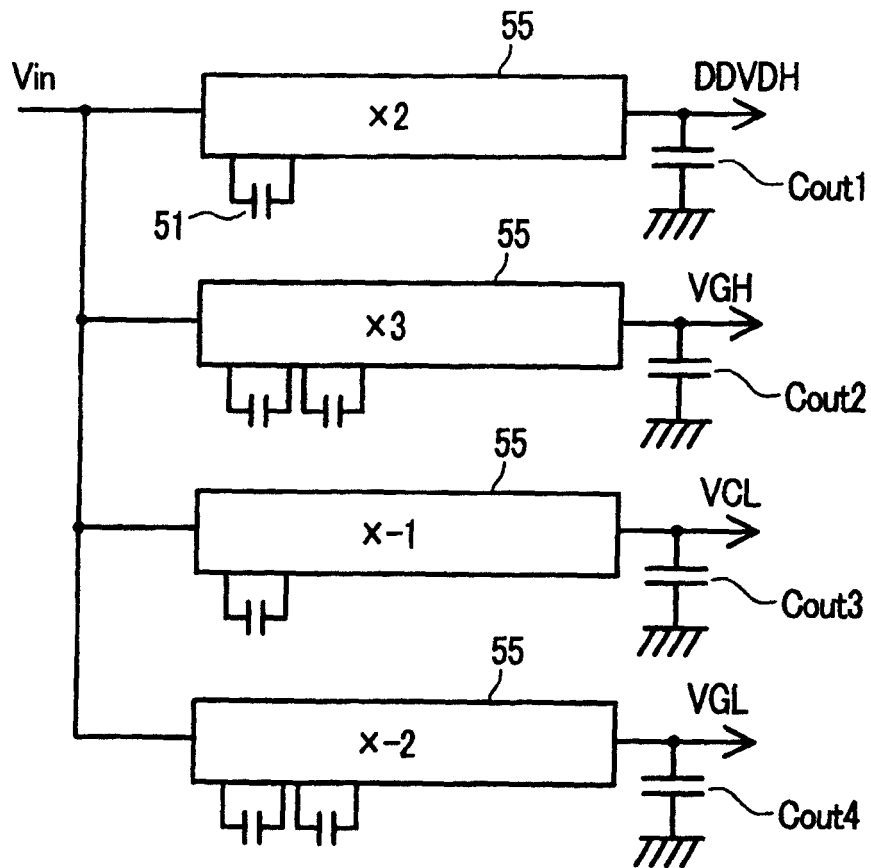 55
Vin
DDVDH
×2
51
Cout1
55
VGH
×3
Cout2
55
VCL
×-1
Cout3
55
VGL
×-2
Cout4